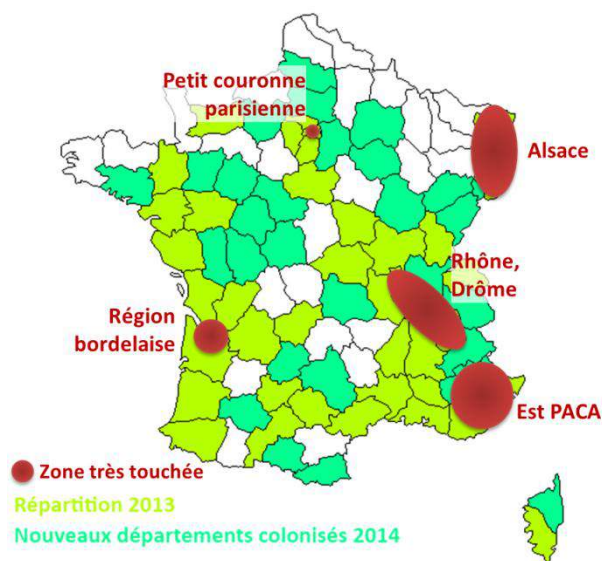 Petit couronne
parisienne
Alsace
Rhône,
Drôme
Région
bordelaise
Est PACA
Zone très touchée
Répartition 2013
Nouveaux départements colonisés 2014